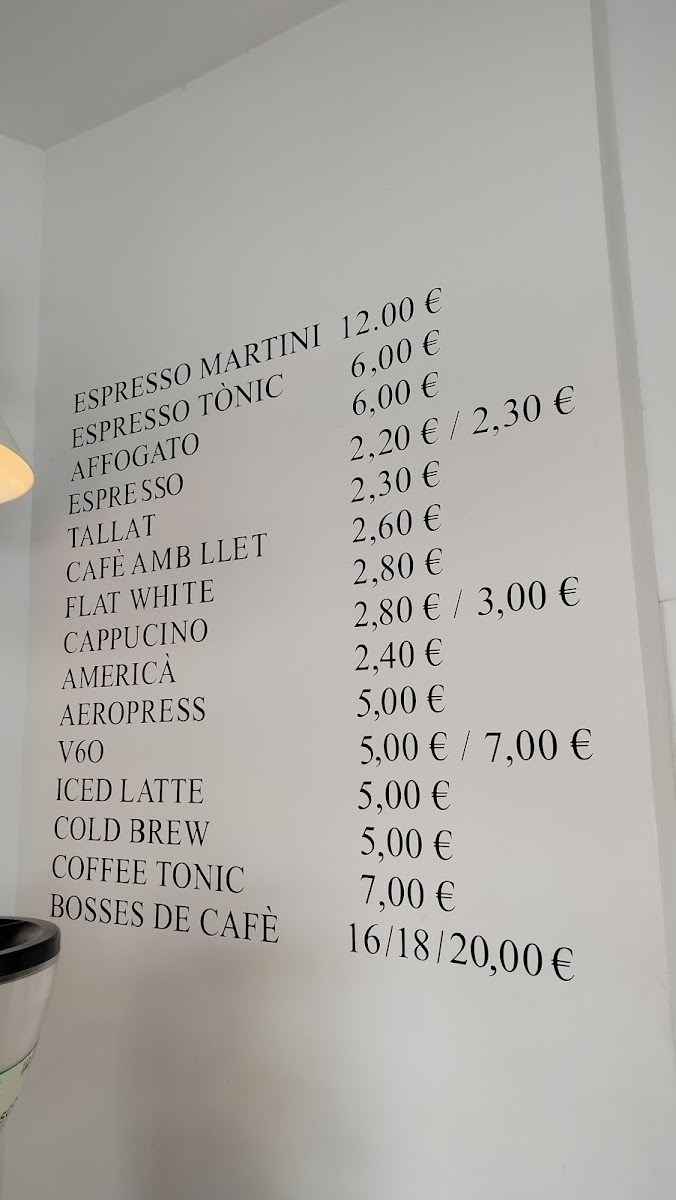 ESPRESSO MARTINI 12.00 €
ESPRESSO TÒNIC 6,00 €
AFFOGATO 6,00 €
ESPRESSO 2,20 € / 2,30 €
TALLAT 2,30 €
CAFÈ AMB LLET 2,60 €
FLAT WHITE 2,80 €
CAPPUCINO 2,80 € / 3,00 €
AMERICÀ 2,40 €
AEROPRESS 5,00 €
V60 5,00 € / 7,00 €
ICED LATTE 5,00 €
COLD BREW 5,00 €
COFFEE TONIC 7,00 €
BOSSES DE CAFÈ 16/18/20,00 €